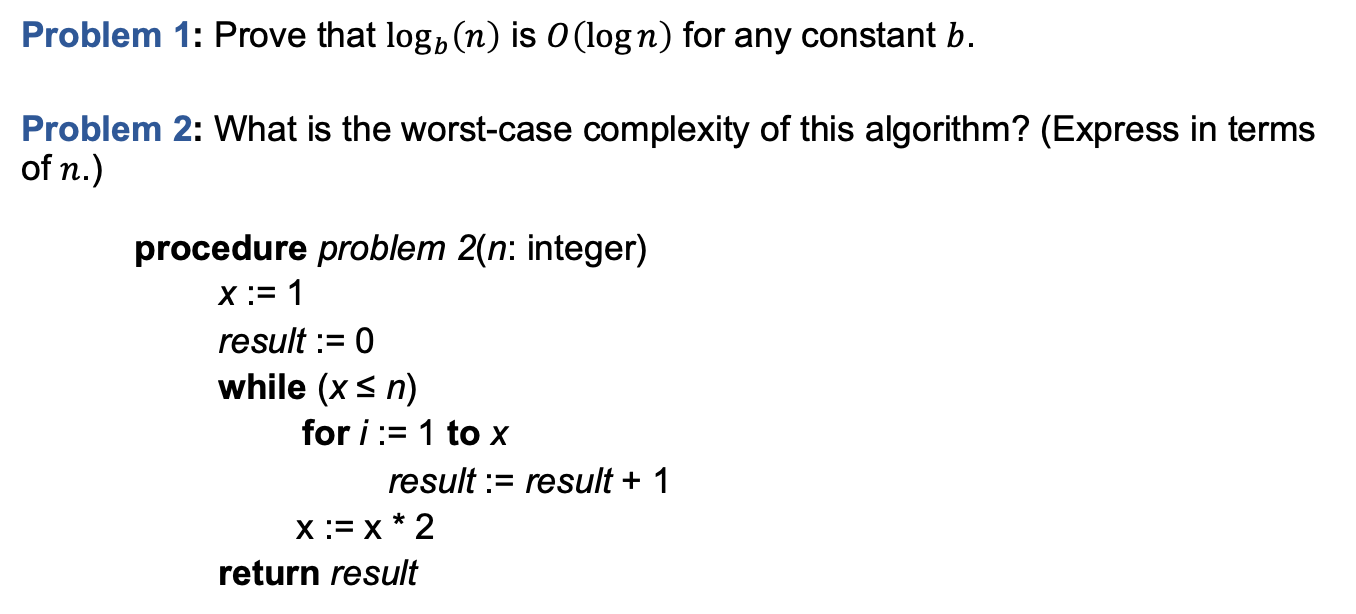 Problem 1: Prove that log_b(n) is O(log n) for any constant b.
Problem 2: What is the worst-case complexity of this algorithm? (Express in terms
of n.)
procedure problem 2(n: integer)
x := 1
result := 0
while (x ≤ n)
for i := 1 to x
result := result + 1
x := x * 2
return result